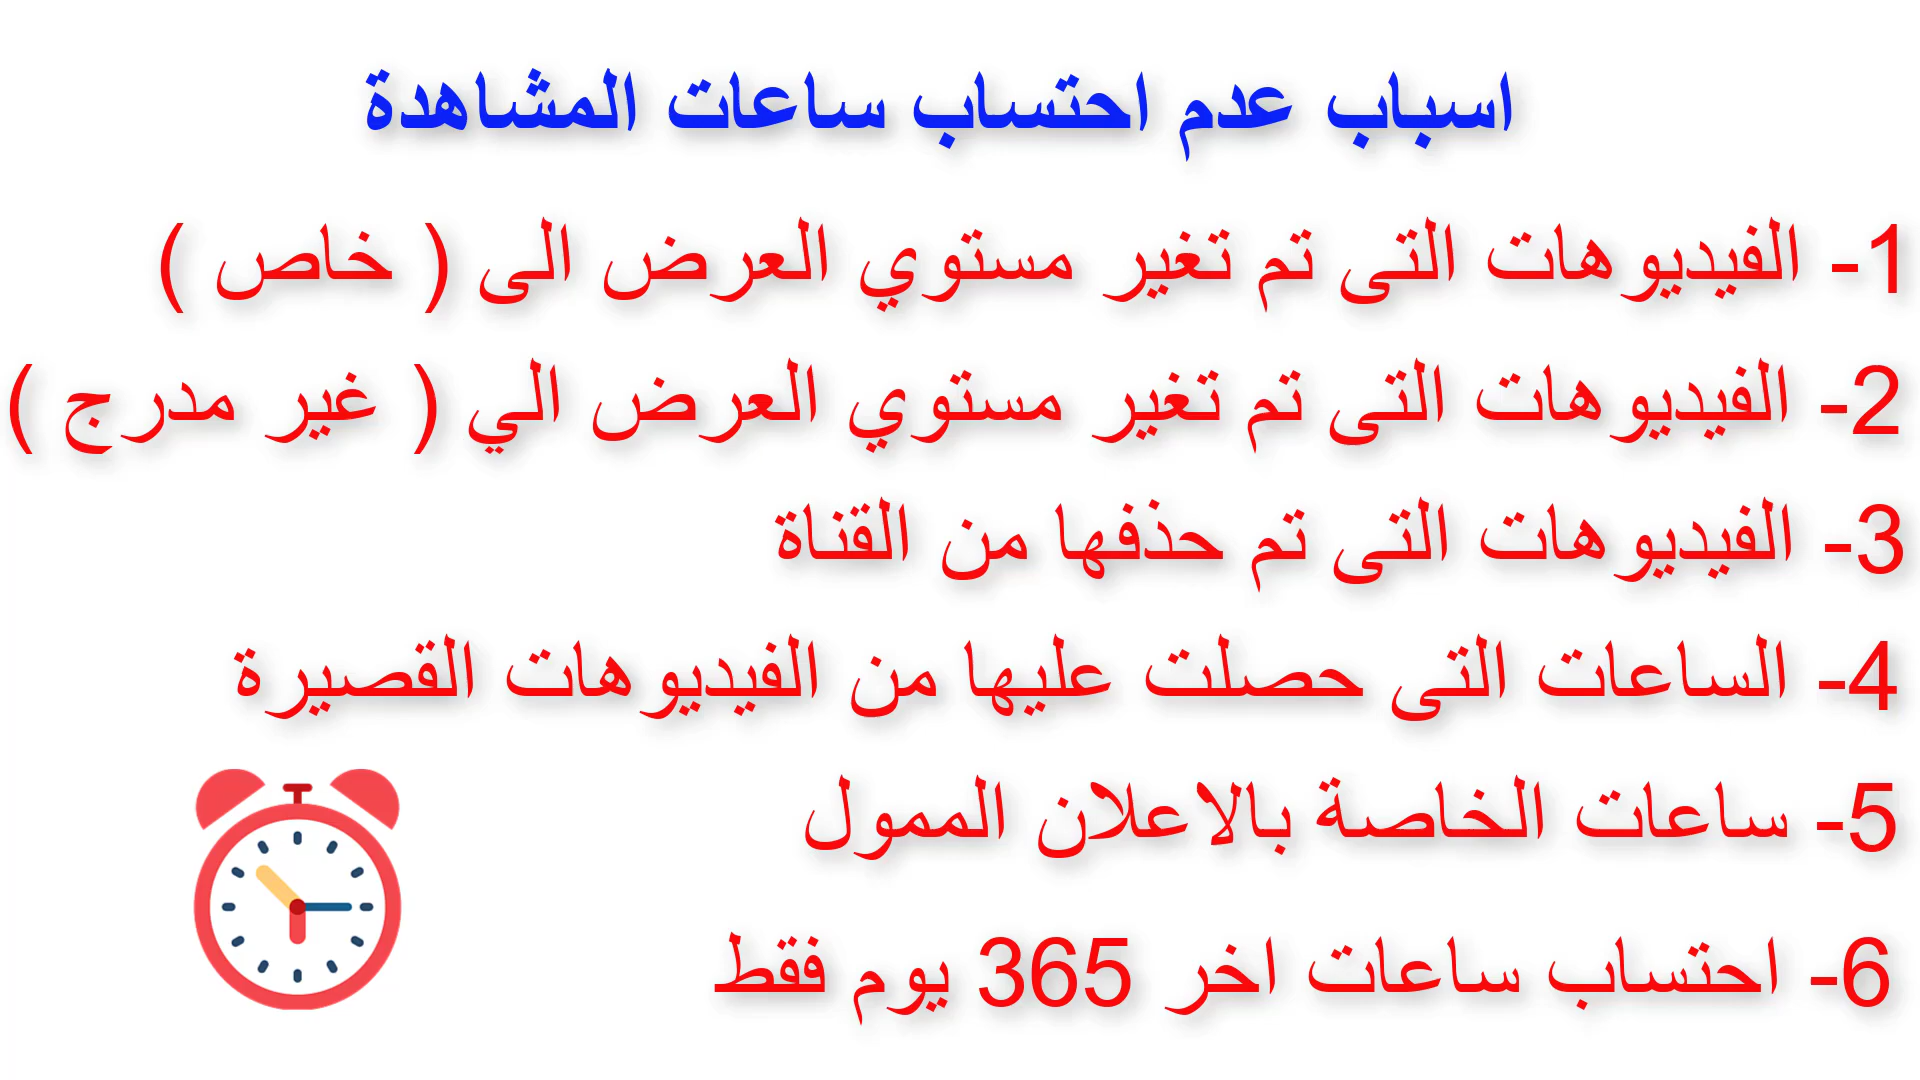 اسباب عدم احتساب ساعات المشاهدة
1- الفيديوهات التى تم تغير مستوي العرض الى ( خاص )
2- الفيديوهات التى تم تغير مستوي العرض الي ( غير مدرج )
3- الفيديوهات التى تم حذفها من القناة
4- الساعات التى حصلت عليها من الفيديوهات القصيرة
5- ساعات الخاصة بالاعلان الممول
6- احتساب ساعات اخر 365 يوم فقط